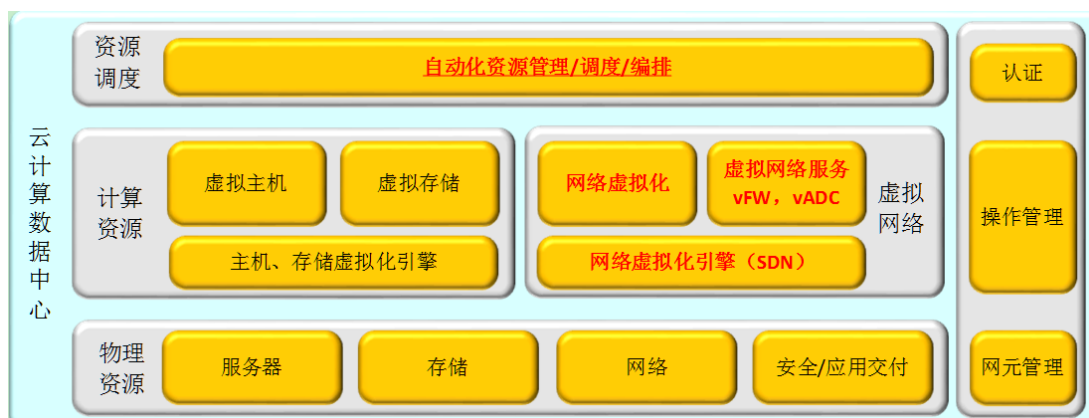 云计算数据中心
资源
调度
自动化资源管理/调度/编排
计算
资源
虚拟主机
虚拟存储
主机、存储虚拟化引擎
网络虚拟化
虚拟网络服务
vFW，vADC
网络虚拟化引擎（SDN）
虚拟
网络
物理
资源
服务器
存储
网络
安全/应用交付
认证
操作管理
网元管理